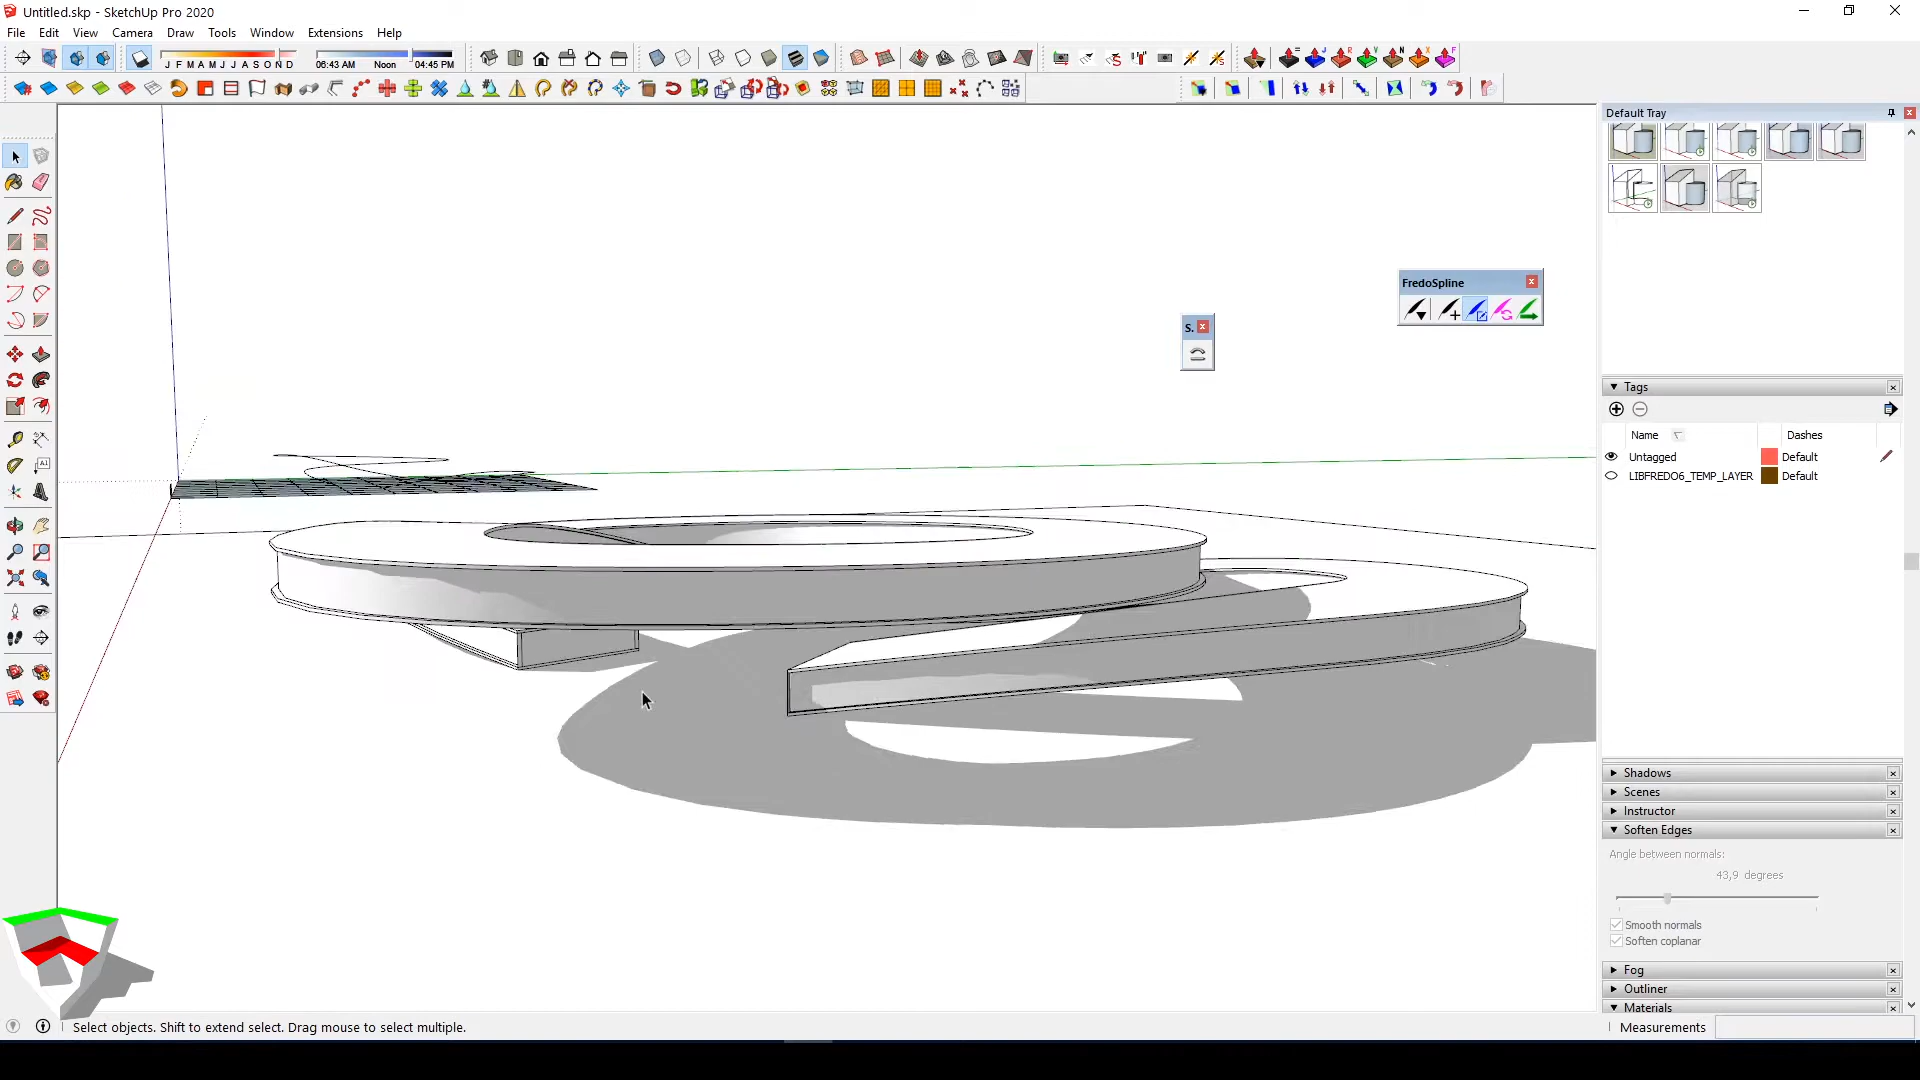 Untitled.skp - SketchUp Pro 2020
File Edit View Camera Draw Tools Window Extensions Help
J F M A M J J A S O N D 06:43 AM Noon 04:45 PM
Default Tray
FredoSpline
S.
Tags
Name Dashes
Untagged Default
LIBFREDO6_TEMP_LAYER Default
Shadows
Scenes
Instructor
Soften Edges
Angle between normals:
43,9 degrees
Smooth normals
Soften coplanar
Fog
Outliner
Materials
Select objects. Shift to extend select. Drag mouse to select multiple.
Measurements